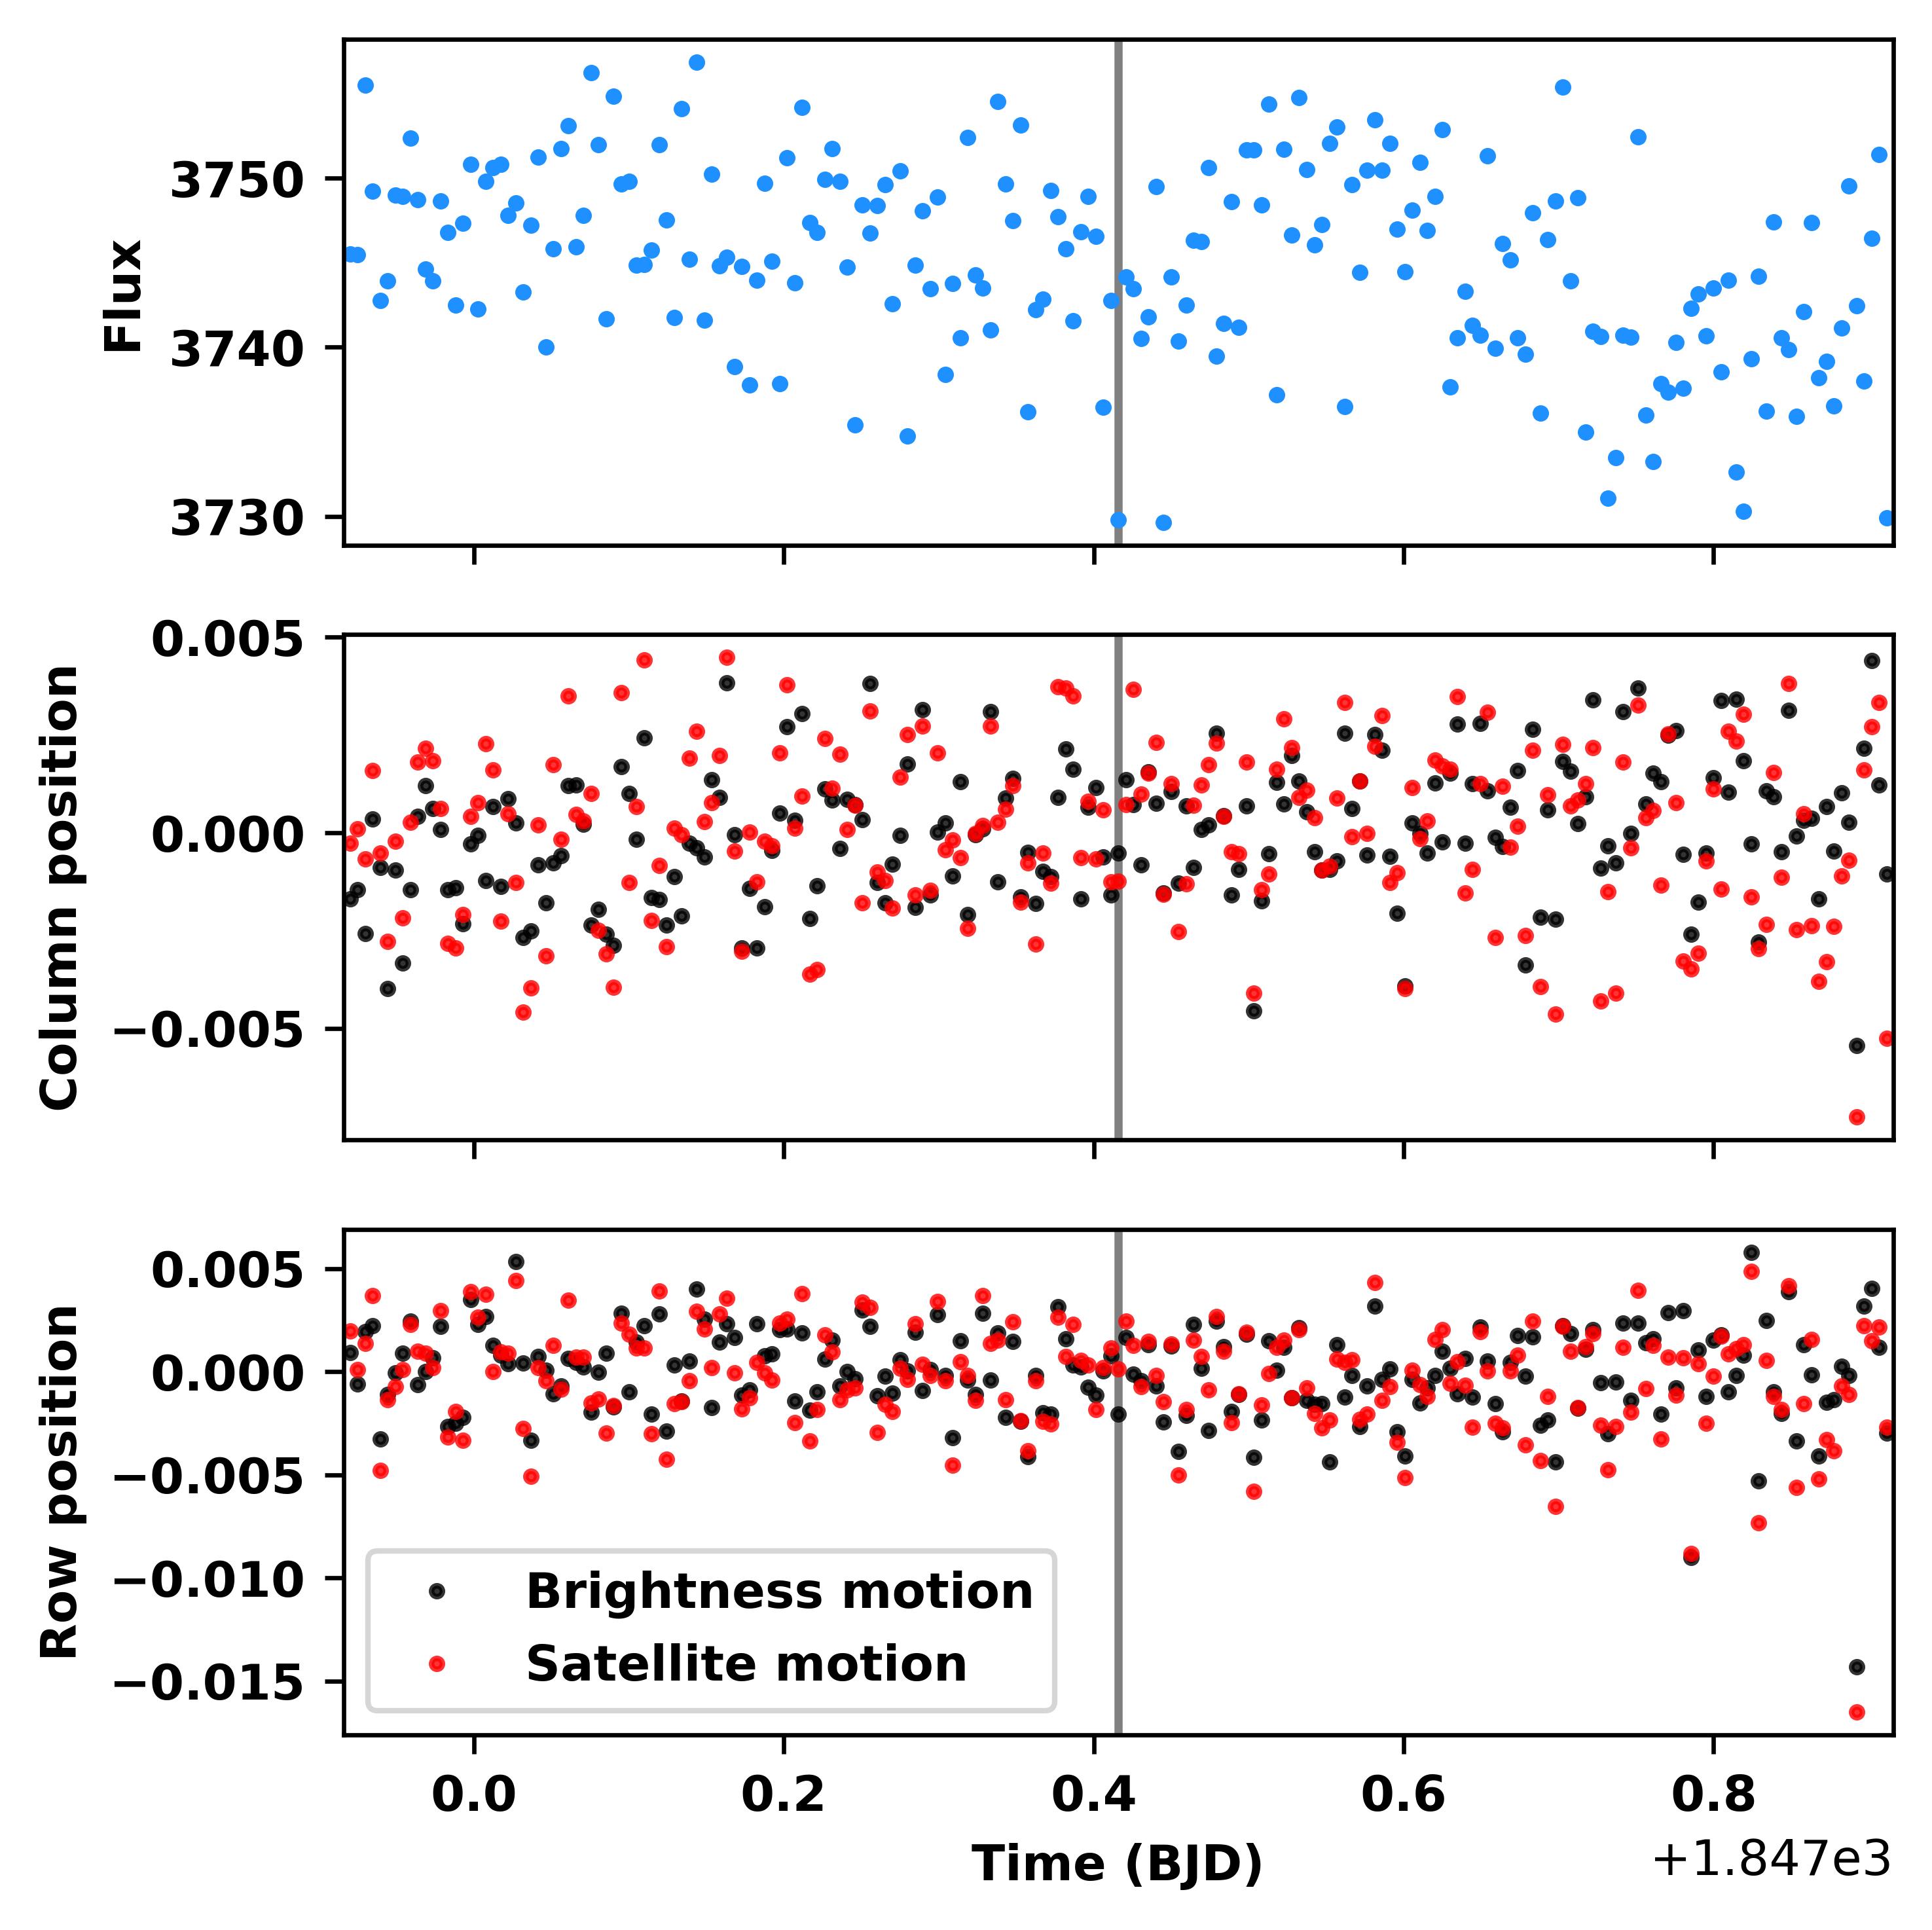 Flux
3750
3740
3730
Column position
0.005
0.000
−0.005
Row position
0.005
0.000
−0.005
−0.010
−0.015
Brightness motion
Satellite motion
0.0 0.2 0.4 0.6 0.8
Time (BJD)
+1.847e3